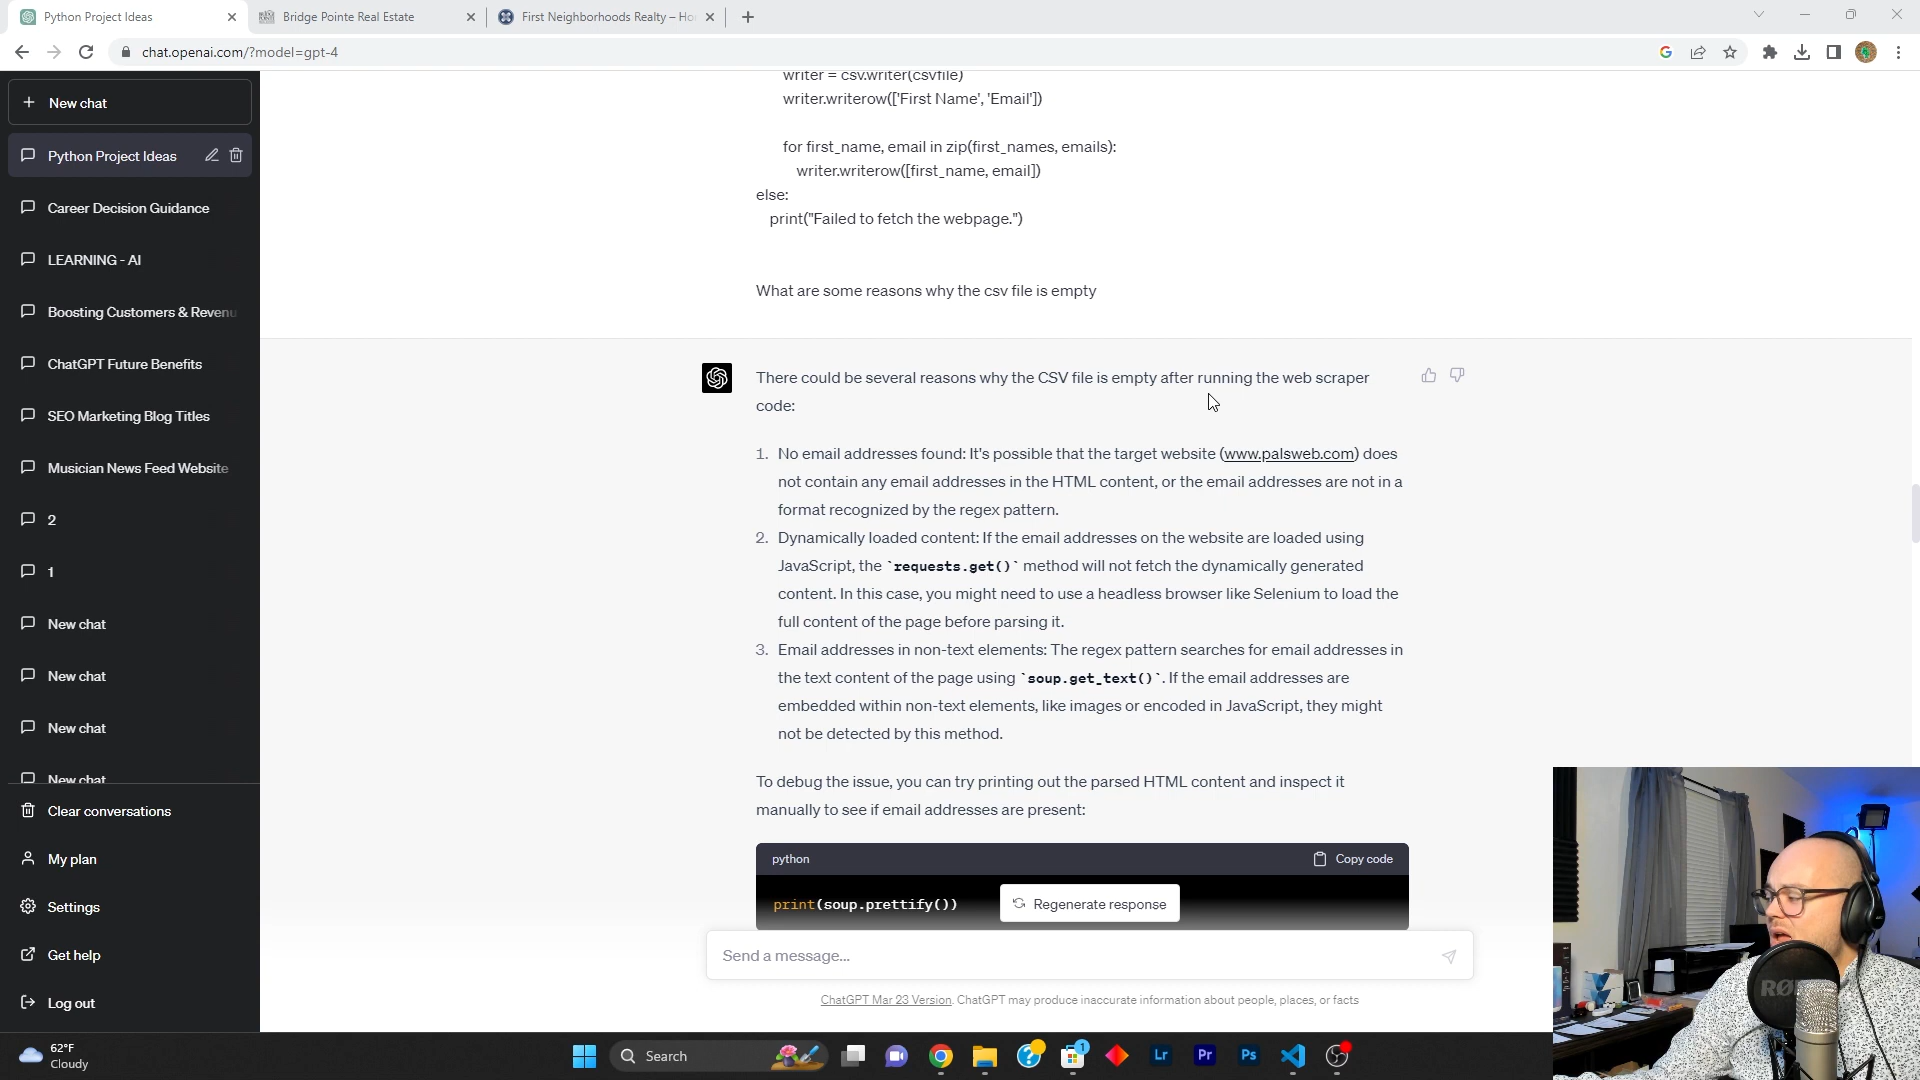 Python Project Ideas
Bridge Pointe Real Estate
First Neighborhoods Realty – Ho
chat.openai.com/?model=gpt-4
New chat
Python Project Ideas
Career Decision Guidance
LEARNING - AI
Boosting Customers & Revenu
ChatGPT Future Benefits
SEO Marketing Blog Titles
Musician News Feed Website
2
1
New chat
New chat
New chat
New chat
Clear conversations
My plan
Settings
Get help
Log out
writer = csv.writer(csvfile)
writer.writerow(['First Name', 'Email'])
for first_name, email in zip(first_names, emails):
writer.writerow([first_name, email])
else:
print("Failed to fetch the webpage.")
What are some reasons why the csv file is empty
There could be several reasons why the CSV file is empty after running the web scraper
code:
1. No email addresses found: It's possible that the target website (www.palsweb.com) does
not contain any email addresses in the HTML content, or the email addresses are not in a
format recognized by the regex pattern.
2. Dynamically loaded content: If the email addresses on the website are loaded using
JavaScript, the `requests.get()` method will not fetch the dynamically generated
content. In this case, you might need to use a headless browser like Selenium to load the
full content of the page before parsing it.
3. Email addresses in non-text elements: The regex pattern searches for email addresses in
the text content of the page using `soup.get_text()`. If the email addresses are
embedded within non-text elements, like images or encoded in JavaScript, they might
not be detected by this method.
To debug the issue, you can try printing out the parsed HTML content and inspect it
manually to see if email addresses are present:
python
Copy code
print(soup.prettify())
Regenerate response
Send a message...
ChatGPT Mar 23 Version. ChatGPT may produce inaccurate information about people, places, or facts
62°F
Cloudy
Search
1
Lr
Pr
Ps
RØ